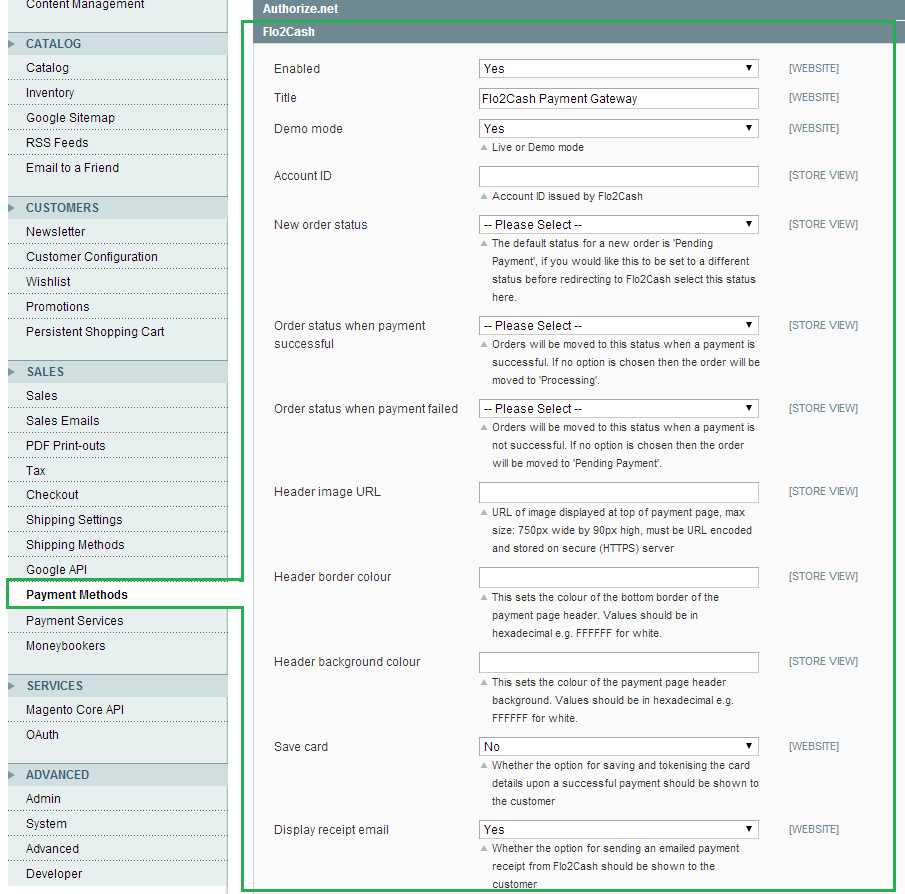 Content Management
CATALOG
Catalog
Inventory
Google Sitemap
RSS Feeds
Email to a Friend
CUSTOMERS
Newsletter
Customer Configuration
Wishlist
Promotions
Persistent Shopping Cart
SALES
Sales
Sales Emails
PDF Print-outs
Tax
Checkout
Shipping Settings
Shipping Methods
Google API
Payment Methods
Payment Services
Moneybookers
SERVICES
Magento Core API
OAuth
ADVANCED
Admin
System
Advanced
Developer
Authorize.net
Flo2Cash
Enabled Yes [WEBSITE]
Title Flo2Cash Payment Gateway [WEBSITE]
Demo mode Yes [WEBSITE]
Live or Demo mode
Account ID [STORE VIEW]
Account ID issued by Flo2Cash
New order status -- Please Select -- [STORE VIEW]
The default status for a new order is 'Pending
Payment', if you would like this to be set to a different
status before redirecting to Flo2Cash select this status
here.
Order status when payment -- Please Select -- [STORE VIEW]
successful
Orders will be moved to this status when a payment is
successful. If no option is chosen then the order will be
moved to 'Processing'.
Order status when payment failed -- Please Select -- [STORE VIEW]
Orders will be moved to this status when a payment is
not successful. If no option is chosen then the order
will be moved to 'Pending Payment'.
Header image URL [STORE VIEW]
URL of image displayed at top of payment page, max
size: 750px wide by 90px high, must be URL encoded
and stored on secure (HTTPS) server
Header border colour [STORE VIEW]
This sets the colour of the bottom border of the
payment page header. Values should be in
hexadecimal e.g. FFFFFF for white.
Header background colour [STORE VIEW]
This sets the colour of the payment page header
background. Values should be in hexadecimal e.g.
FFFFFF for white.
Save card No [WEBSITE]
Whether the option for saving and tokenising the card
details upon a successful payment should be shown to
the customer
Display receipt email Yes [WEBSITE]
Whether the option for sending an emailed payment
receipt from Flo2Cash should be shown to the
customer